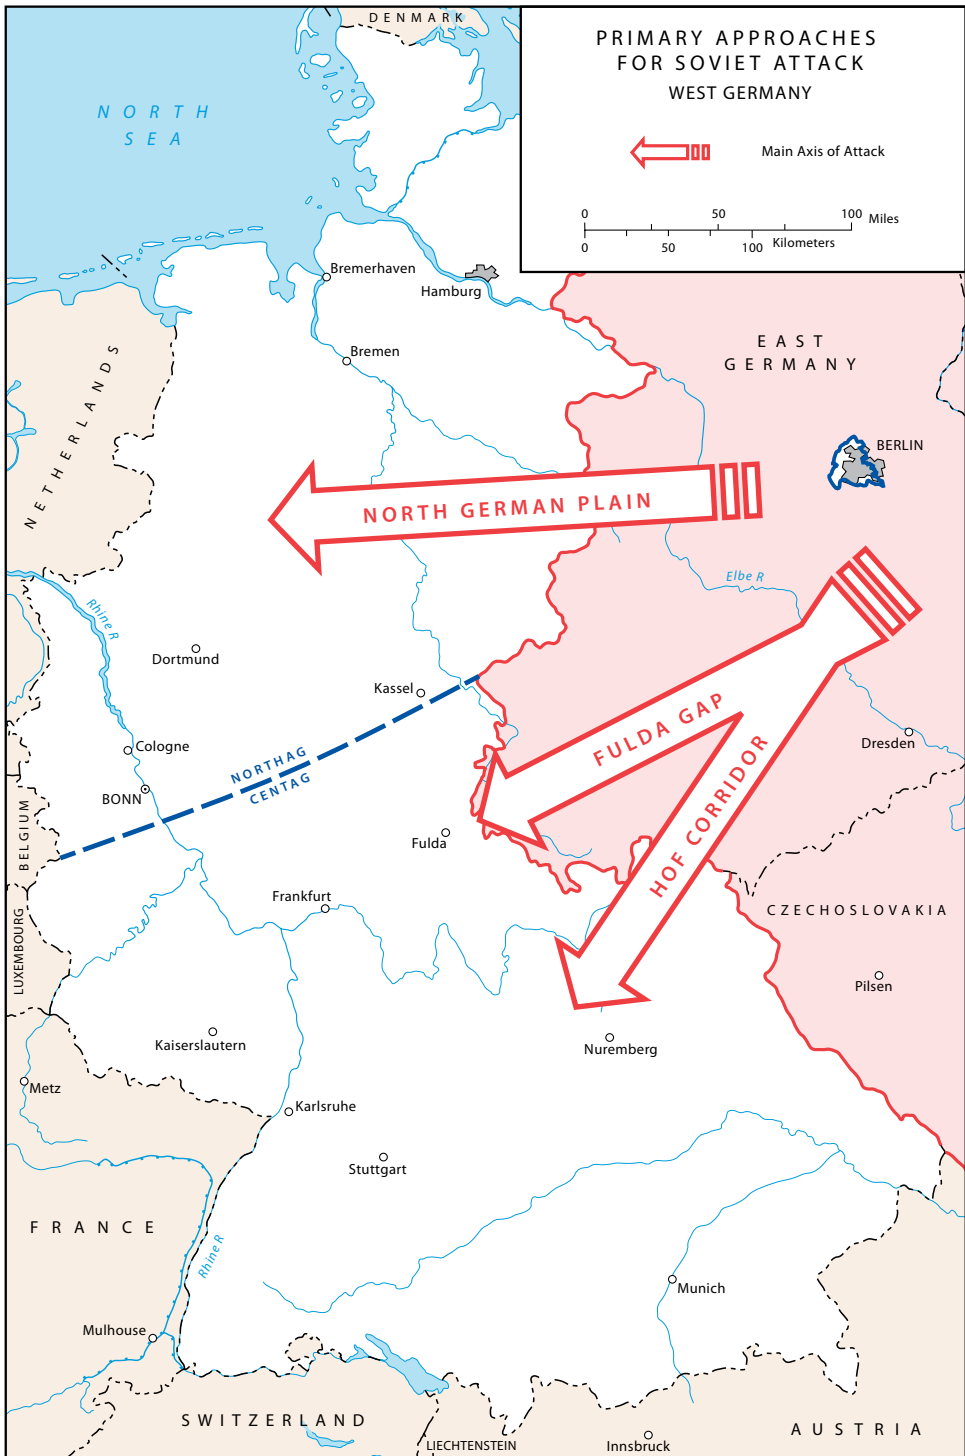 DENMARK
PRIMARY APPROACHES
FOR SOVIET ATTACK
WEST GERMANY
Main Axis of Attack
0 50 100 Miles
0 50 100 Kilometers
NORTH
SEA
Bremerhaven
Hamburg
Bremen
EAST
GERMANY
NETHERLANDS
BERLIN
NORTH GERMAN PLAIN
Elbe R
Rhine R
Dortmund
Kassel
Cologne
NORTHAG
CENTAG
BONN
FULDA GAP
Dresden
HOF CORRIDOR
BELGIUM
Fulda
Frankfurt
LUXEMBOURG
CZECHOSLOVAKIA
Pilsen
Kaiserslautern
Nuremberg
Metz
Karlsruhe
Stuttgart
FRANCE
Rhine R
Munich
Mulhouse
SWITZERLAND
LIECHTENSTEIN
Innsbruck
AUSTRIA